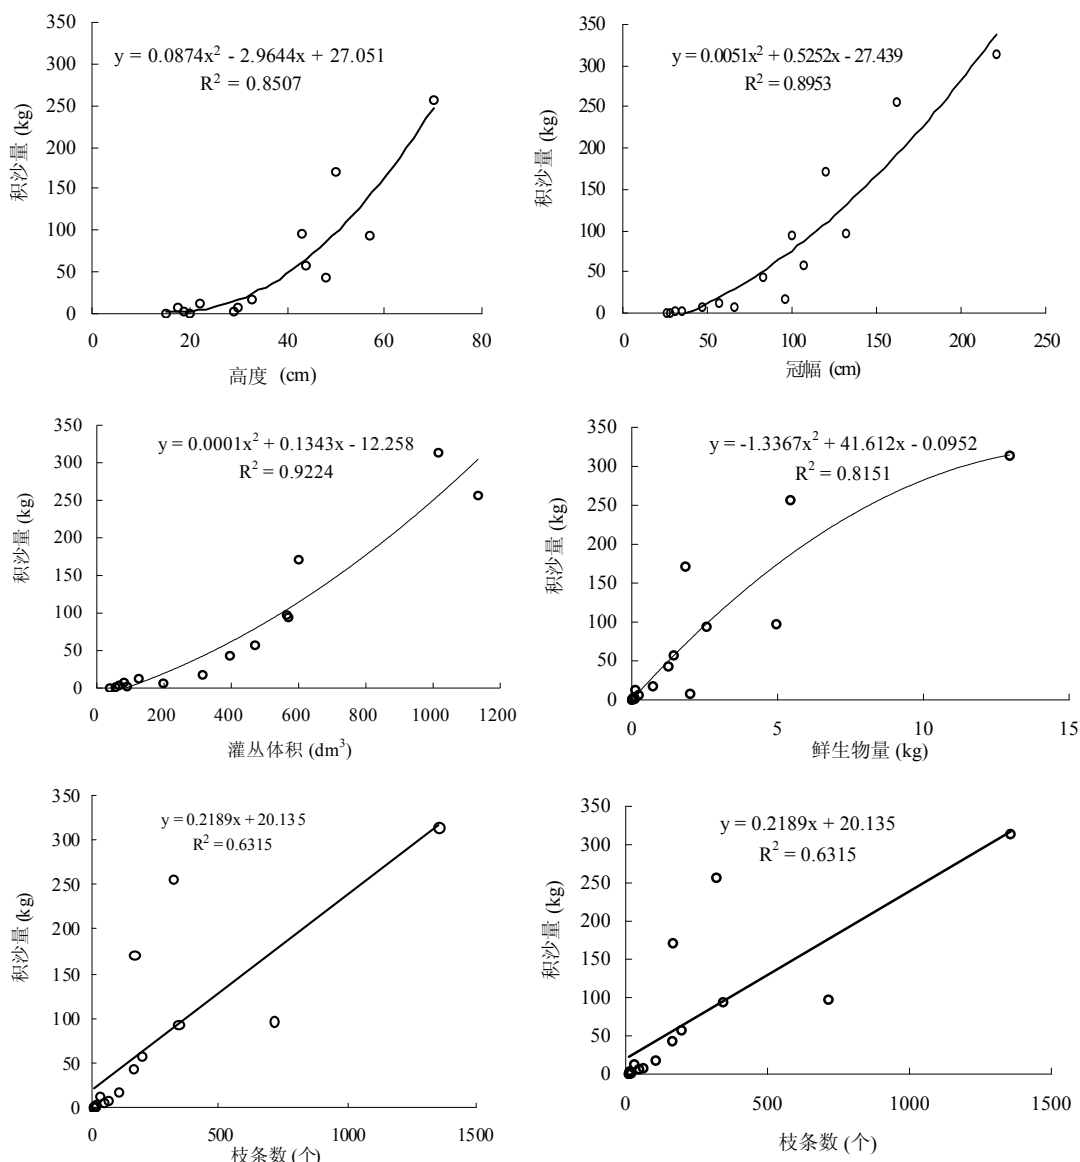 y = 0.0874x² - 2.9644x + 27.051
R² = 0.8507
350
300
250
200
150
100
50
0
积沙量 (kg)
0 20 40 60 80
高度 (cm)
y = 0.0051x² + 0.5252x - 27.439
R² = 0.8953
350
300
250
200
150
100
50
0
积沙量 (kg)
0 50 100 150 200 250
冠幅 (cm)
y = 0.0001x² + 0.1343x - 12.258
R² = 0.9224
350
300
250
200
150
100
50
0
积沙量 (kg)
0 200 400 600 800 1000 1200
灌丛体积 (dm³)
y = -1.3367x² + 41.612x - 0.0952
R² = 0.8151
350
300
250
200
150
100
50
0
积沙量 (kg)
0 5 10 15
鲜生物量 (kg)
y = 0.2189x + 20.135
R² = 0.6315
350
300
250
200
150
100
50
0
积沙量 (kg)
0 500 1000 1500
枝条数 (个)
y = 0.2189x + 20.135
R² = 0.6315
350
300
250
200
150
100
50
0
积沙量 (kg)
0 500 1000 1500
枝条数 (个)